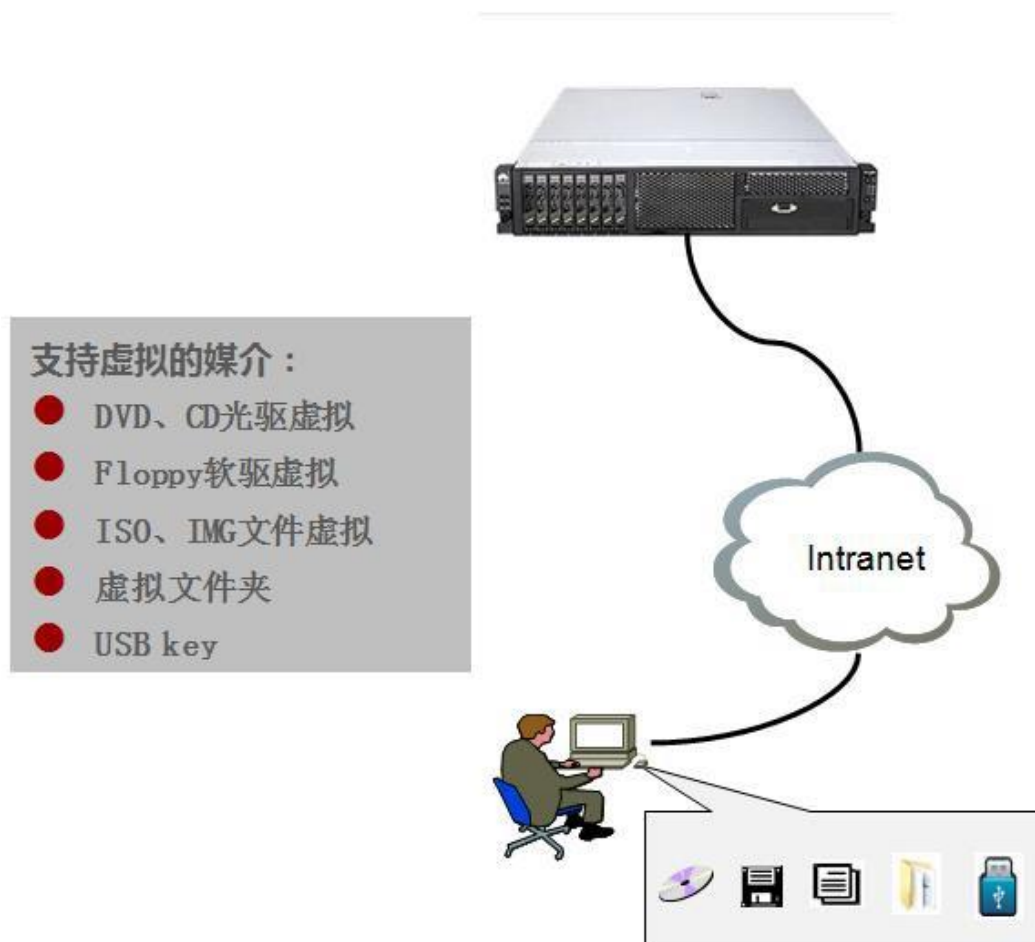 支持虚拟的媒介：
DVD、CD光驱虚拟
Floppy软驱虚拟
ISO、IMG文件虚拟
虚拟文件夹
USB key
Intranet